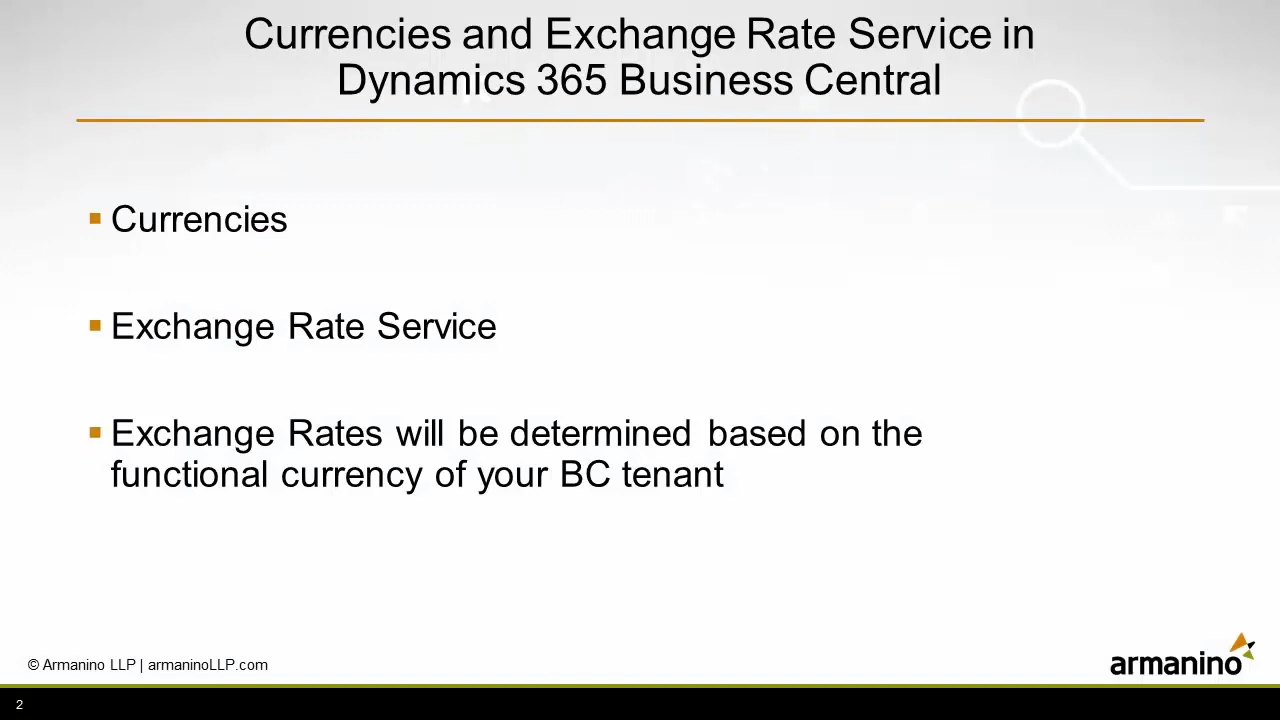 Currencies and Exchange Rate Service in
Dynamics 365 Business Central
Currencies
Exchange Rate Service
Exchange Rates will be determined based on the
functional currency of your BC tenant
© Armanino LLP | armaninoLLP.com
armanino
2